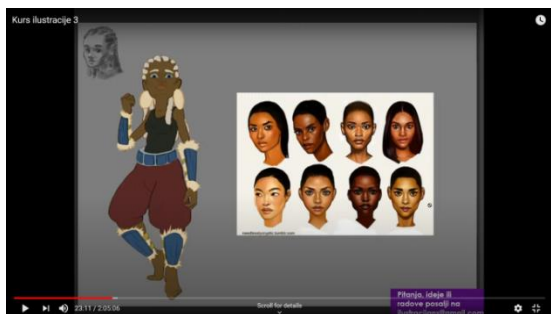 Kurs ilustracije 3
23:11 / 2:05:06
Scroll for details
Pitanja, ideje ili
radove posalji na